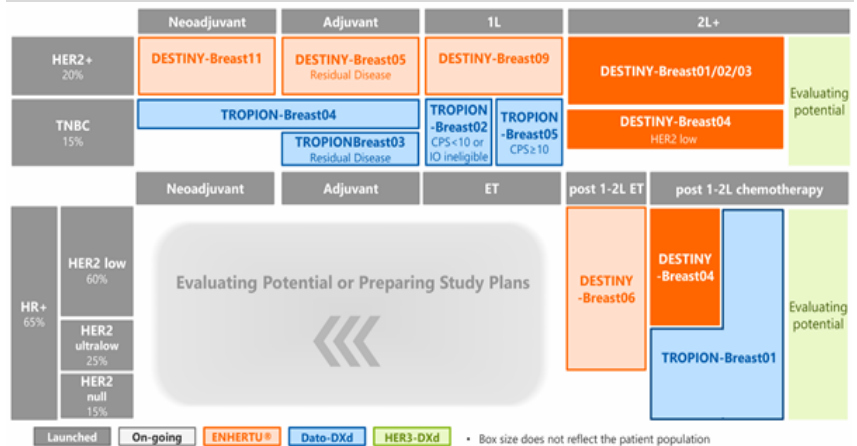 Neoadjuvant Adjuvant 1L 2L+
HER2+
20%
DESTINY-Breast11
DESTINY-Breast05
Residual Disease
DESTINY-Breast09
DESTINY-Breast01/02/03
Evaluating
potential
TNBC
15%
TROPION-Breast04
TROPIONBreast03
Residual Disease
TROPION
-Breast02
CPS<10 or
IO ineligible
TROPION
-Breast05
CPS≥10
DESTINY-Breast04
HER2 low
Neoadjuvant Adjuvant ET post 1-2L ET post 1-2L chemotherapy
HR+
65%
HER2 low
60%
HER2
ultralow
25%
HER2
null
15%
Evaluating Potential or Preparing Study Plans
DESTINY
-Breast06
DESTINY
-Breast04
TROPION-Breast01
Evaluating
potential
Launched On-going ENHERTU® Dato-DXd HER3-DXd • Box size does not reflect the patient population